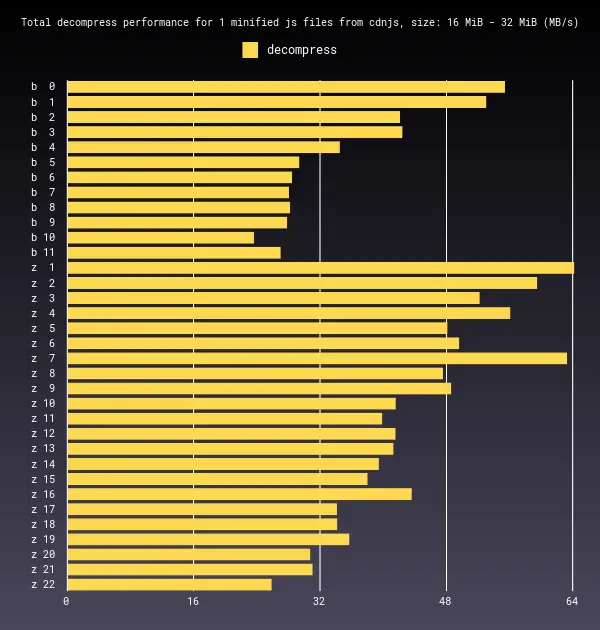 Total decompress performance for 1 minified js files from cdnjs, size: 16 MiB - 32 MiB (MB/s)
decompress
b 0
b 1
b 2
b 3
b 4
b 5
b 6
b 7
b 8
b 9
b 10
b 11
z 1
z 2
z 3
z 4
z 5
z 6
z 7
z 8
z 9
z 10
z 11
z 12
z 13
z 14
z 15
z 16
z 17
z 18
z 19
z 20
z 21
z 22
0 16 32 48 64